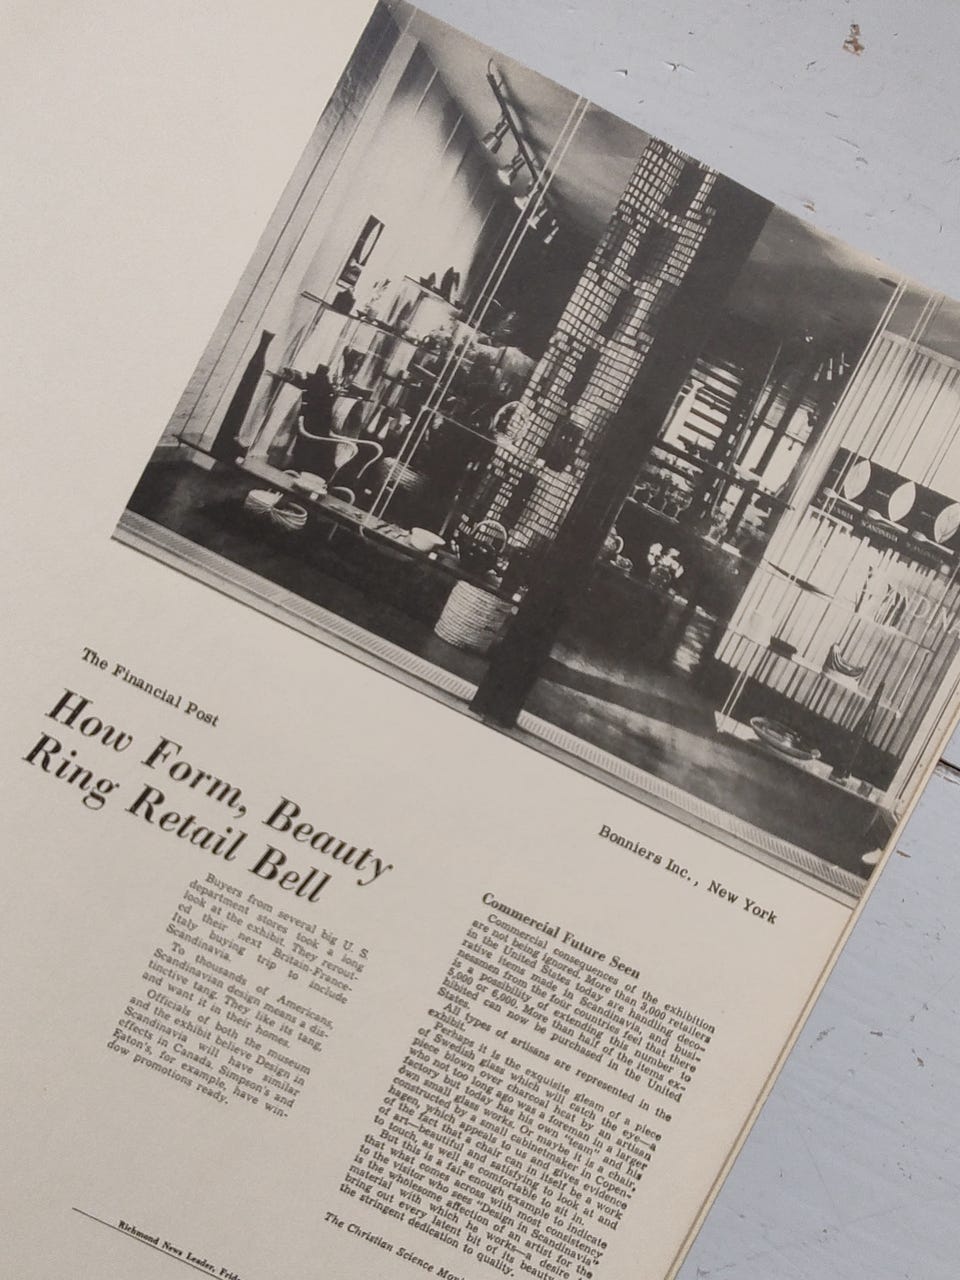 SCANDINAVIA
Bonniers Inc., New York
The Financial Post
How Form, Beauty
Ring Retail Bell
Buyers from several big U. S.
department stores took a long
look at the exhibit. They rerout-
ed their next Britain-France-
Italy buying trip to include
Scandinavia.
To thousands of Americans,
Scandinavian design means a dis-
tinctive tang. They like its tang,
and want it in their homes.
Officials of both the museum
and the exhibit believe Design in
Scandinavia will have similar
effects in Canada. Simpson's and
Eaton's, for example, have win-
dow promotions ready.
Commercial Future Seen
Commercial consequences of the exhibition
are not being ignored. More than 3,000 retailers
in the United States today are handling deco-
rative items made in Scandinavia, and busi-
nessmen from the four countries feel that there
is a possibility of extending this number to
5,000 or 6,000. More than half of the items ex-
hibited can now be purchased in the United
States.
All types of artisans are represented in the
exhibit.
Perhaps it is the exquisite gleam of a piece
of Swedish glass which will catch the eye—a
piece blown over charcoal heat by an artisan
who not too long ago was a foreman in a larger
factory but today has his own "team" and his
own small glass works. Or maybe it is a chair,
constructed by a small cabinetmaker in Copen-
hagen, which appeals to us and gives evidence
of the fact that a chair can in itself be a work
of art—beautiful and satisfying to look at and
to touch, as well as comfortable to sit in.
But this is a fair enough example to indicate
that what comes across with most consistency
to the visitor who sees "Design in Scandinavia"
is the wholesome affection of an artist for the
material with which he works—a desire to
bring out every latent bit of its beauty,
the stringent dedication to quality.
The Christian Science
Richmond News Leader,